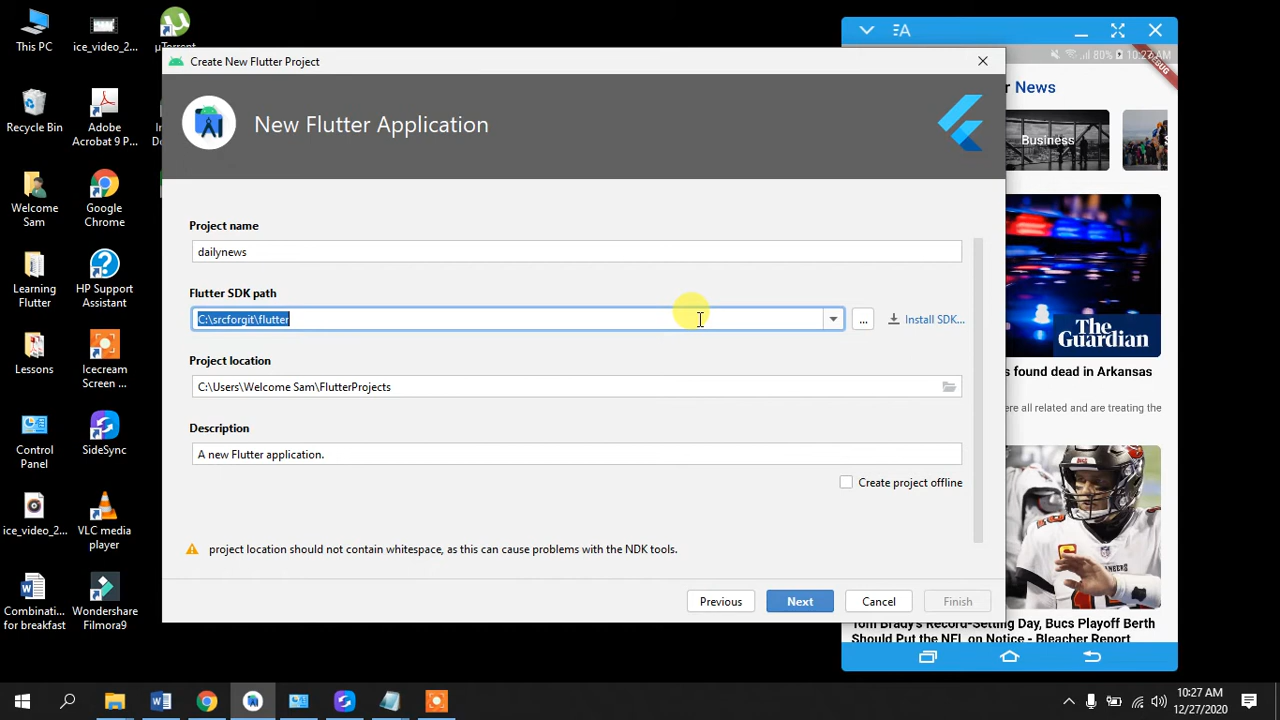 This PC
ice_video_2...
µTorrent
Recycle Bin
Adobe
Acrobat 9 P...
Welcome
Sam
Google
Chrome
Learning
Flutter
HP Support
Assistant
Lessons
Icecream
Screen ...
Control
Panel
SideSync
ice_video_2...
VLC media
player
Combinati...
for breakfast
Wondershare
Filmora9
Create New Flutter Project
New Flutter Application
Project name
dailynews
Flutter SDK path
C:\srcforgit\flutter
...
Install SDK...
Project location
C:\Users\Welcome Sam\FlutterProjects
Description
A new Flutter application.
Create project offline
project location should not contain whitespace, as this can cause problems with the NDK tools.
Previous
Next
Cancel
Finish
80% 10:27 AM
DEBUG
r News
Business
S
The
Guardian
s found dead in Arkansas
ere all related and are treating the
Tom Brady's Record-Setting Day, Bucs Playoff Berth
Should Put the NFL on Notice - Bleacher Report
10:27 AM
12/27/2020